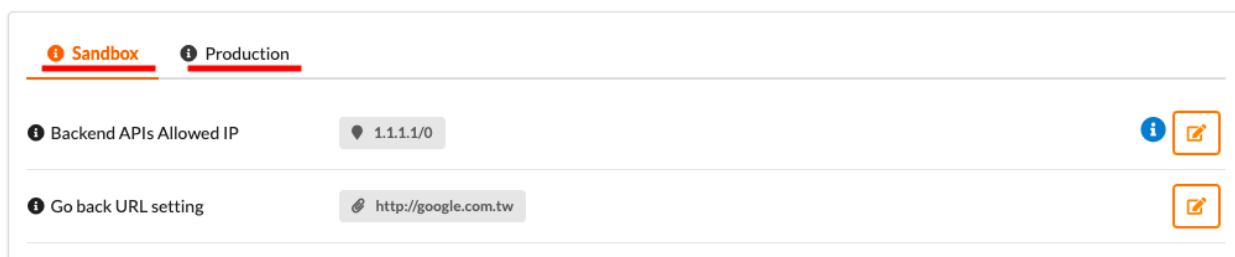 Sandbox Production
Backend APIs Allowed IP 1.1.1.1/0
Go back URL setting http://google.com.tw